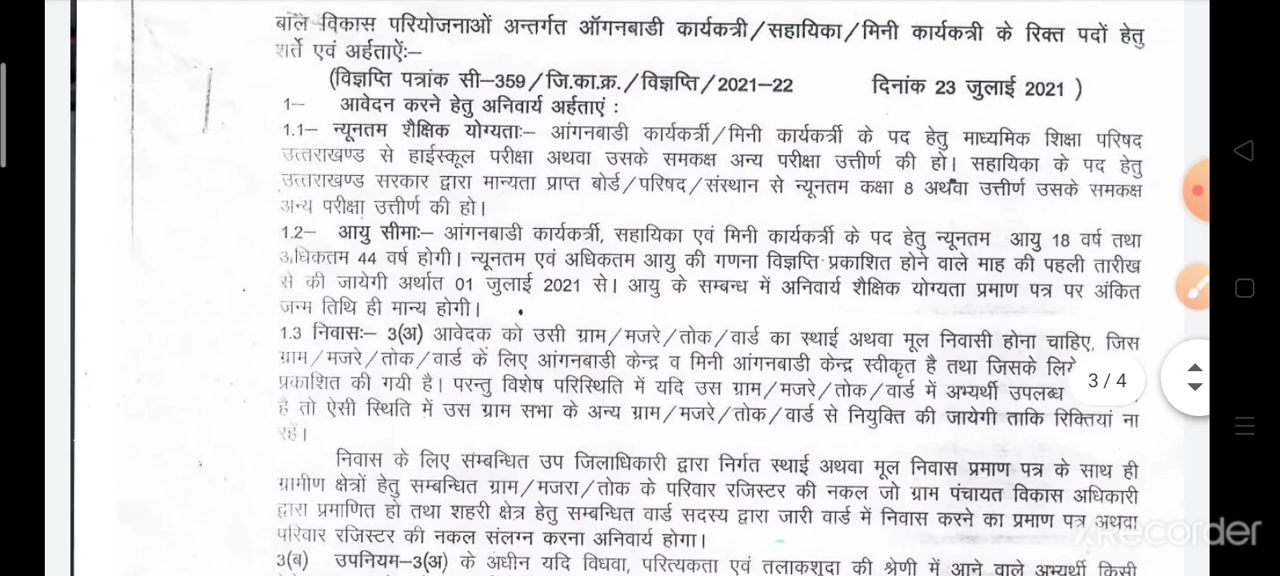 बाल विकास परियोजनाओं अन्तर्गत ऑगनबाडी कार्यकत्री/सहायिका/मिनी कार्यकत्री के रिक्त पदों हेतु
शर्ते एवं अर्हताऐंः–
(विज्ञप्ति पत्रांक सी–359/जि.का.क्र./विज्ञप्ति/2021–22 दिनांक 23 जुलाई 2021 )
1– आवेदन करने हेतु अनिवार्य अर्हताएं :
1.1– न्यूनतम शैक्षिक योग्यताः– आंगनबाडी कार्यकर्त्री/मिनी कार्यकर्त्री के पद हेतु माध्यमिक शिक्षा परिषद
उत्तराखण्ड से हाईस्कूल परीक्षा अथवा उसके समकक्ष अन्य परीक्षा उत्तीर्ण की हो। सहायिका के पद हेतु
उत्तराखण्ड सरकार द्वारा मान्यता प्राप्त बोर्ड/परिषद/संस्थान से न्यूनतम कक्षा 8 अथवा उत्तीर्ण उसके समकक्ष
अन्य परीक्षा उत्तीर्ण की हो।
1.2– आयु सीमाः– आंगनबाडी कार्यकर्त्री, सहायिका एवं मिनी कार्यकर्त्री के पद हेतु न्यूनतम आयु 18 वर्ष तथा
अधिकतम 44 वर्ष होगी। न्यूनतम एवं अधिकतम आयु की गणना विज्ञप्ति प्रकाशित होने वाले माह की पहली तारीख
से की जायेगी अर्थात 01 जुलाई 2021 से। आयु के सम्बन्ध में अनिवार्य शैक्षिक योग्यता प्रमाण पत्र पर अंकित
जन्म तिथि ही मान्य होगी।
1.3 निवासः– 3(अ) आवेदक को उसी ग्राम/मजरे/तोक/वार्ड का स्थाई अथवा मूल निवासी होना चाहिए, जिस
ग्राम/मजरे/तोक/वार्ड कें लिए आंगनबाडी केन्द्र व मिनी आंगनबाडी केन्द्र स्वीकृत है तथा जिसके लिये
प्रकाशित की गयी है। परन्तु विशेष परिस्थिति में यदि उस ग्राम/मजरे/तोक/वार्ड में अभ्यर्थी उपलब्ध
3/4
है तो ऐसी स्थिति में उस ग्राम सभा के अन्य ग्राम/मजरे/तोक/वार्ड से नियुक्ति की जायेगी ताकि रिक्तियां ना
रहें।
निवास के लिए सम्बन्धित उप जिलाधिकारी द्वारा निर्गत स्थाई अथवा मूल निवास प्रमाण पत्र के साथ ही
ग्रामीण क्षेत्रों हेतु सम्बन्धित ग्राम/मजरा/तोक के परिवार रजिस्टर की नकल जो ग्राम पंचायत विकास अधिकारी
द्वारा प्रमाणित हो तथा शहरी क्षेत्र हेतु सम्बन्धित वार्ड सदस्य द्वारा जारी वार्ड में निवास करने का प्रमाण पत्र अथवा
परिवार रजिस्टर की नकल संलग्न करना अनिवार्य होगा।
XRecorder
3(ब) उपनियम–3(अ) के अधीन यदि विधवा, परित्यकता एवं तलाकशुदा की श्रेणी में आने वाले अभ्यर्थी किसी